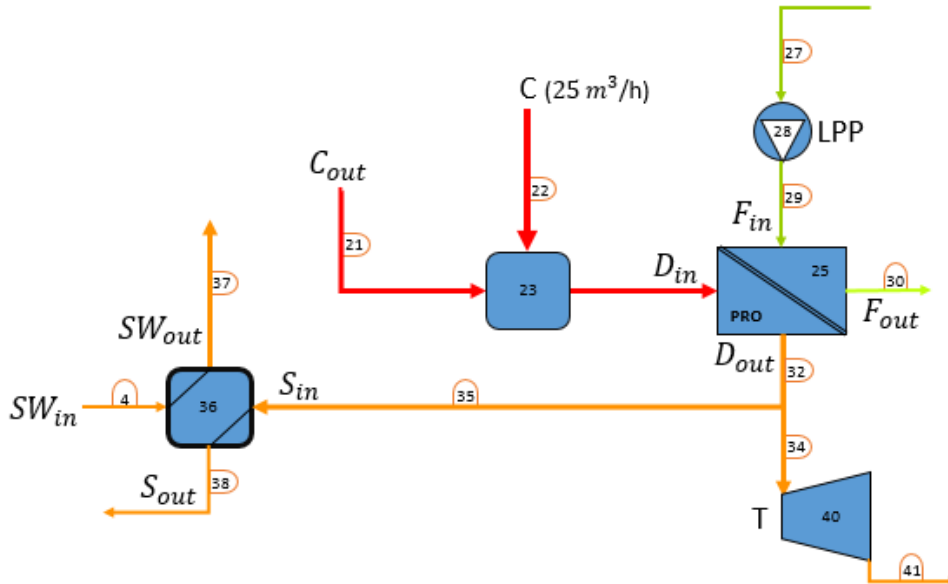 27
C (25 m³/h)
28 LPP
C_out
22
29
F_in
21
D_in
25
23
30
PRO
F_out
37
SW_out
D_out
32
S_in
35
SW_in
4
36
34
S_out
38
T
40
41